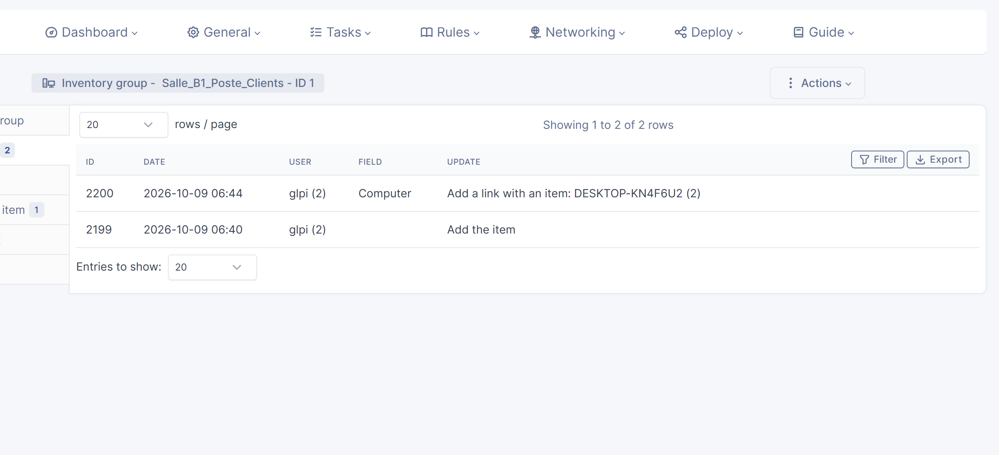 Dashboard General Tasks Rules Networking Deploy Guide
Inventory group - Salle_B1_Poste_Clients - ID 1
Actions
roup
2
item 1
20 rows / page
Showing 1 to 2 of 2 rows
ID DATE USER FIELD UPDATE Filter Export
2200 2026-10-09 06:44 glpi (2) Computer Add a link with an item: DESKTOP-KN4F6U2 (2)
2199 2026-10-09 06:40 glpi (2) Add the item
Entries to show: 20